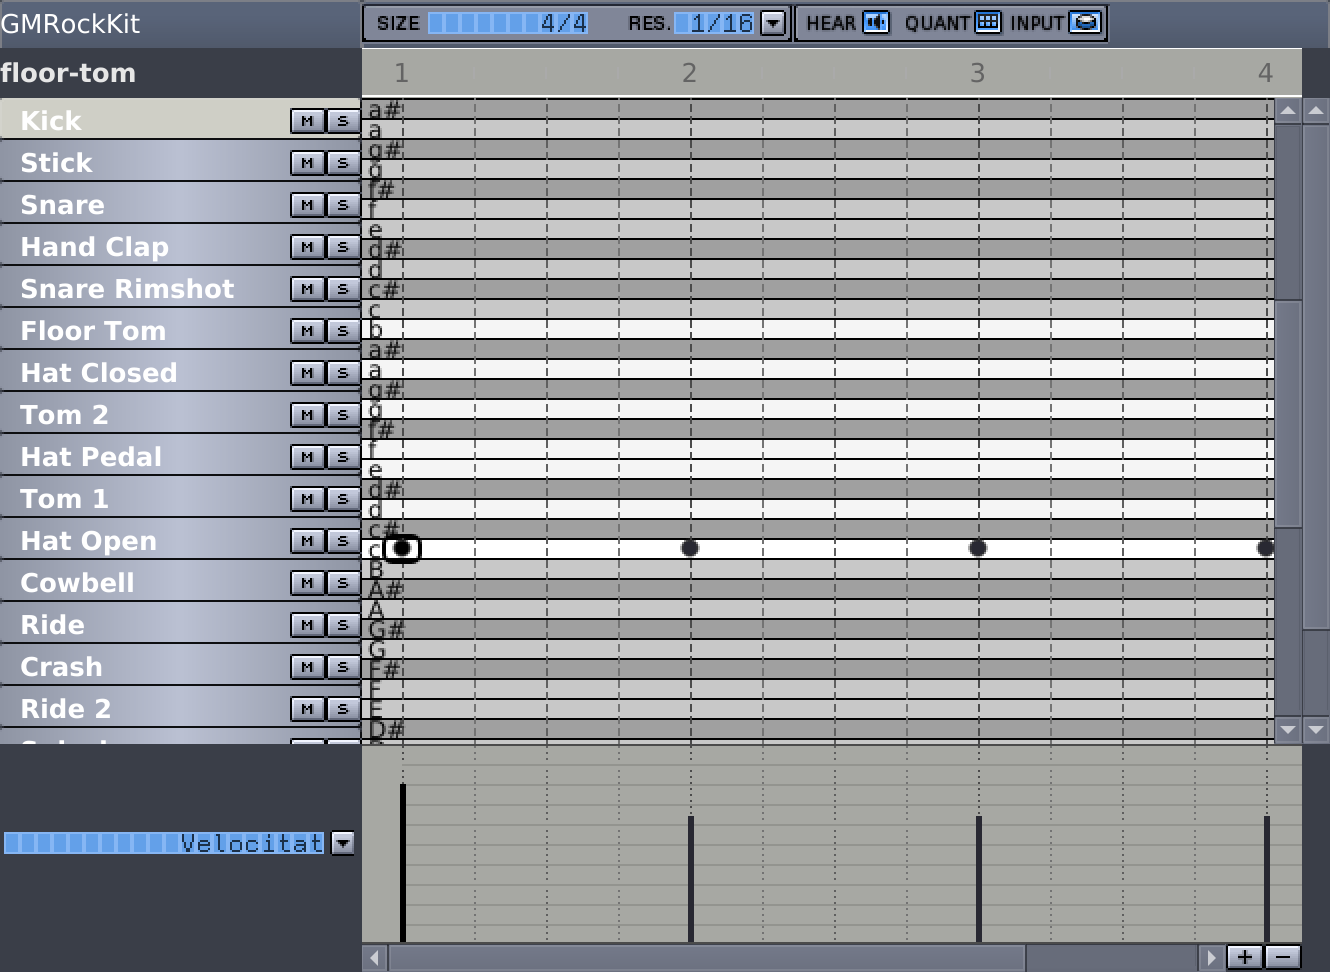 GMRockKit
SIZE 4/4 RES. 1/16 HEAR QUANT INPUT
floor-tom
1 2 3 4
Kick M S
Stick M S
Snare M S
Hand Clap M S
Snare Rimshot M S
Floor Tom M S
Hat Closed M S
Tom 2 M S
Hat Pedal M S
Tom 1 M S
Hat Open M S
Cowbell M S
Ride M S
Crash M S
Ride 2 M S
a#
a
g#
g
f#
f
e
d#
d
c#
c
b
a#
a
g#
g
f#
f
e
d#
d
c#
c
B
A#
A
G#
G
F#
F
E
D#
Velocitat
+ −